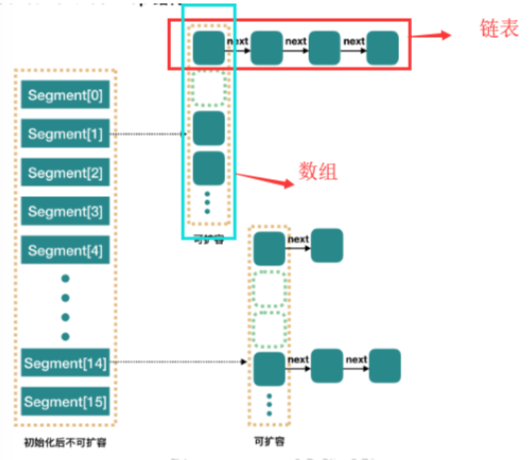 next next next
链表
Segment[0]
Segment[1]
Segment[2]
数组
Segment[3]
可扩容
Segment[4]
next
Segment[14]
next next
Segment[15]
初始化后不可扩容
可扩容